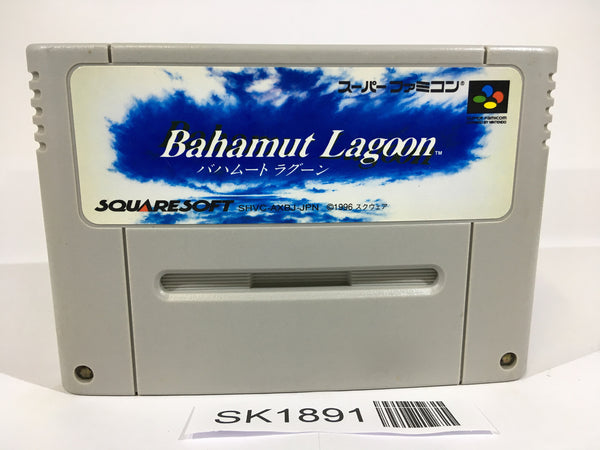 スーパーファミコン®
Bahamut Lagoon™
バハムート ラグーン
SQUARESOFT SHVC-AXBJ-JPN ©1996 スクウェア
SK1891